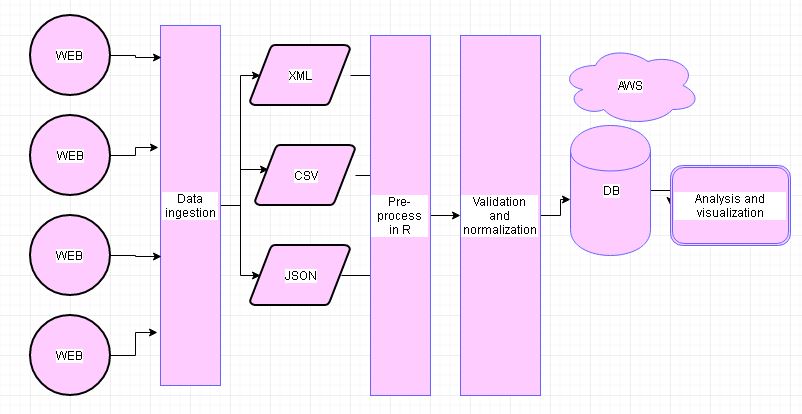 WEB
WEB
WEB
WEB
Data
ingestion
XML
CSV
JSON
Pre-
process
in R
Validation
and
normalization
AWS
DB
Analysis and
visualization